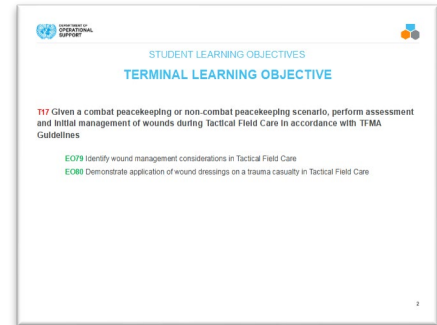 DEPARTMENT OF
OPERATIONAL
SUPPORT
STUDENT LEARNING OBJECTIVES
TERMINAL LEARNING OBJECTIVE
T17 Given a combat peacekeeping or non-combat peacekeeping scenario, perform assessment
and initial management of wounds during Tactical Field Care in accordance with TFMA
Guidelines
EO79 Identify wound management considerations in Tactical Field Care
EO80 Demonstrate application of wound dressings on a trauma casualty in Tactical Field Care
2